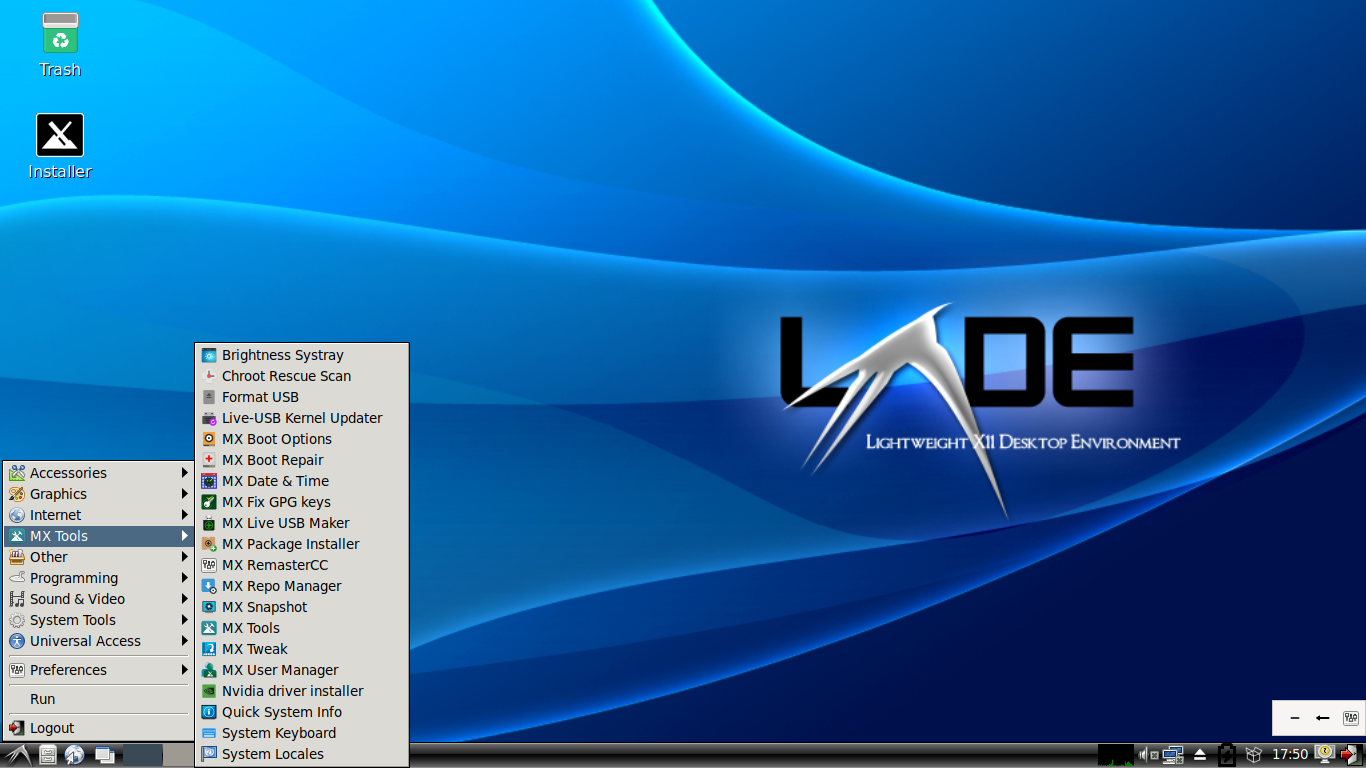 Trash
Installer
LXDE
Lightweight X11 Desktop Environment
Accessories
Graphics
Internet
MX Tools
Other
Programming
Sound & Video
System Tools
Universal Access
Preferences
Run
Logout
Brightness Systray
Chroot Rescue Scan
Format USB
Live-USB Kernel Updater
MX Boot Options
MX Boot Repair
MX Date & Time
MX Fix GPG keys
MX Live USB Maker
MX Package Installer
MX RemasterCC
MX Repo Manager
MX Snapshot
MX Tools
MX Tweak
MX User Manager
Nvidia driver installer
Quick System Info
System Keyboard
System Locales
17:50